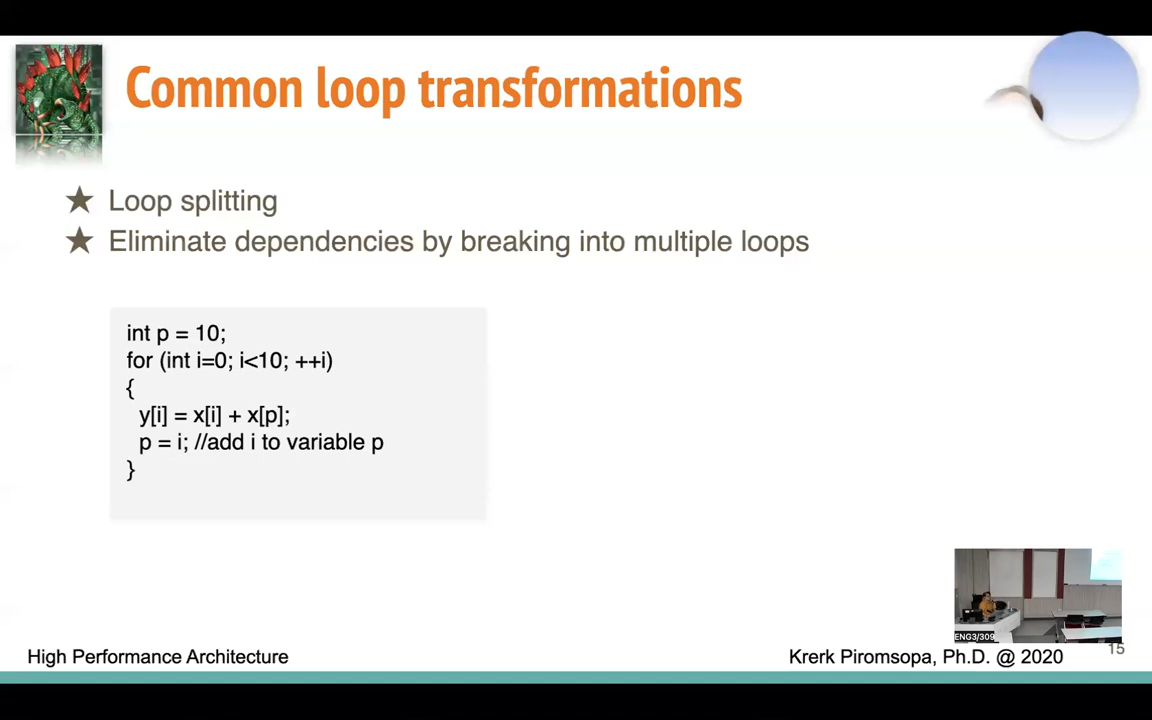 Common loop transformations
★ Loop splitting
★ Eliminate dependencies by breaking into multiple loops
int p = 10;
for (int i=0; i<10; ++i)
{
y[i] = x[i] + x[p];
p = i; //add i to variable p
}
ENG3/309
High Performance Architecture
Krerk Piromsopa, Ph.D. @ 2020
15